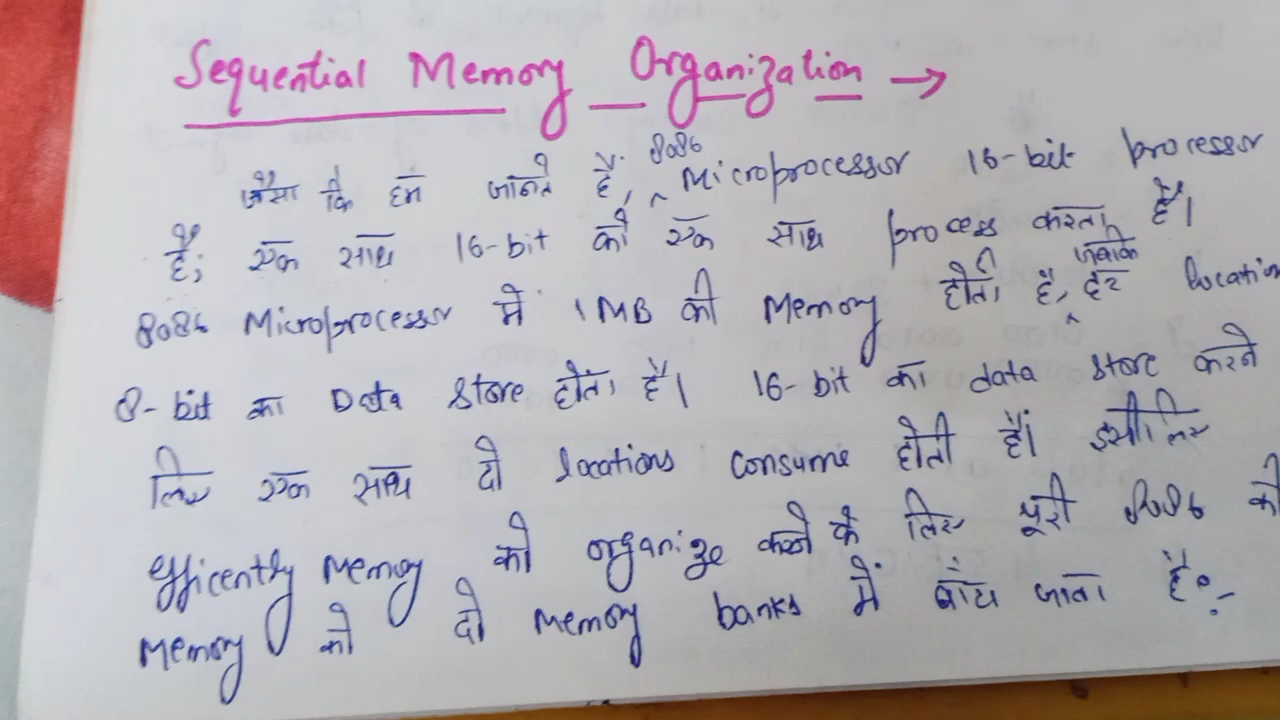 Sequential Memory Organization →
जैसा कि हम जानते हैं, 8086 Microprocessor 16-bit processor
है; एक साथ 16-bit को एक साथ process करता है।
8086 Microprocessor में 1MB की Memory होती है, जबकि हर location
8-bit का Data store होता है। 16-bit का data store करने
लिए एक साथ दो locations consume होती हैं। इसीलिए
efficently Memoy को organize करने के लिए पूरी 8086 की
Memory को दो Memory banks में बाँटा जाता है:-